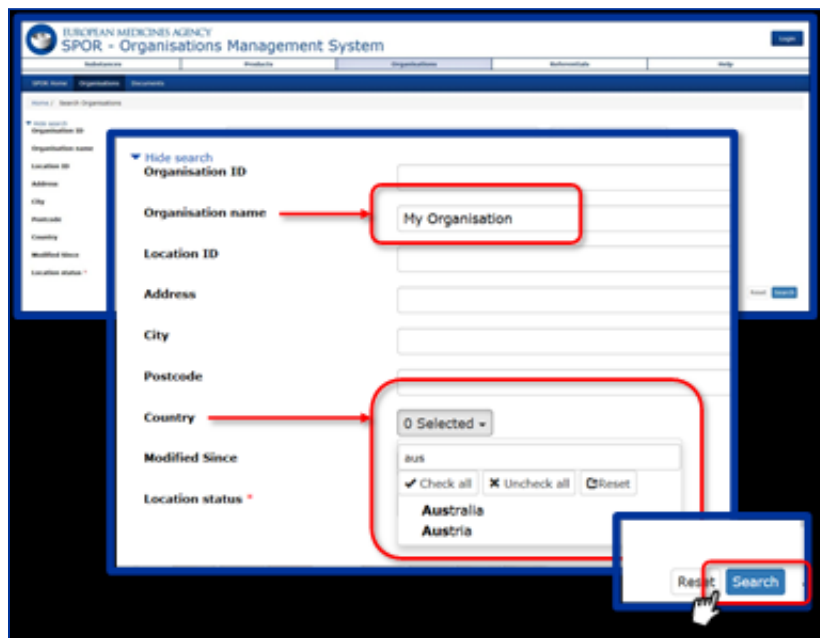 EUROPEAN MEDICINES AGENCY
SPOR - Organisations Management System
Login
Substances Products Organisations Referentials Help
SPOR Home Organisations Documents
Home / Search Organisations
Hide search
Organisation ID
Organisation name
Location ID
Address
City
Postcode
Country
Modified Since
Location status *
Reset Search
Hide search
Organisation ID
Organisation name My Organisation
Location ID
Address
City
Postcode
Country 0 Selected
Modified Since aus
Check all Uncheck all Reset
Location status *
Australia
Austria
Reset Search